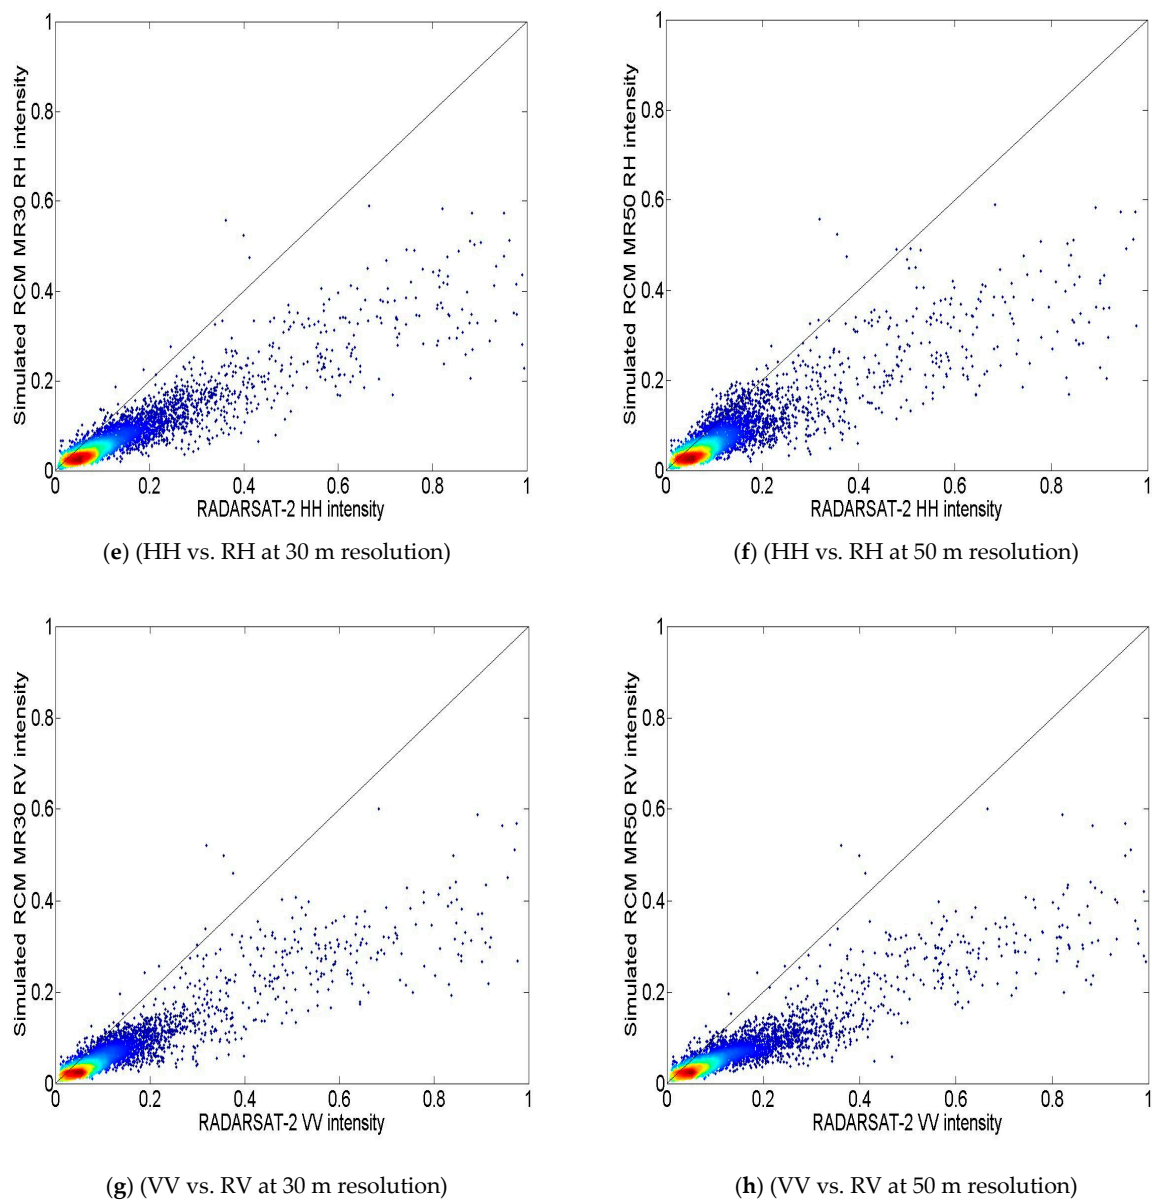 1
0.8
0.6
0.4
0.2
0
0 0.2 0.4 0.6 0.8 1
Simulated RCM MR30 RH intensity
RADARSAT-2 HH intensity
(e) (HH vs. RH at 30 m resolution)
1
0.8
0.6
0.4
0.2
0
0 0.2 0.4 0.6 0.8 1
Simulated RCM MR50 RH intensity
RADARSAT-2 HH intensity
(f) (HH vs. RH at 50 m resolution)
1
0.8
0.6
0.4
0.2
0
0 0.2 0.4 0.6 0.8 1
Simulated RCM MR30 RV intensity
RADARSAT-2 VV intensity
(g) (VV vs. RV at 30 m resolution)
1
0.8
0.6
0.4
0.2
0
0 0.2 0.4 0.6 0.8 1
Simulated RCM MR50 RV intensity
RADARSAT-2 VV intensity
(h) (VV vs. RV at 50 m resolution)